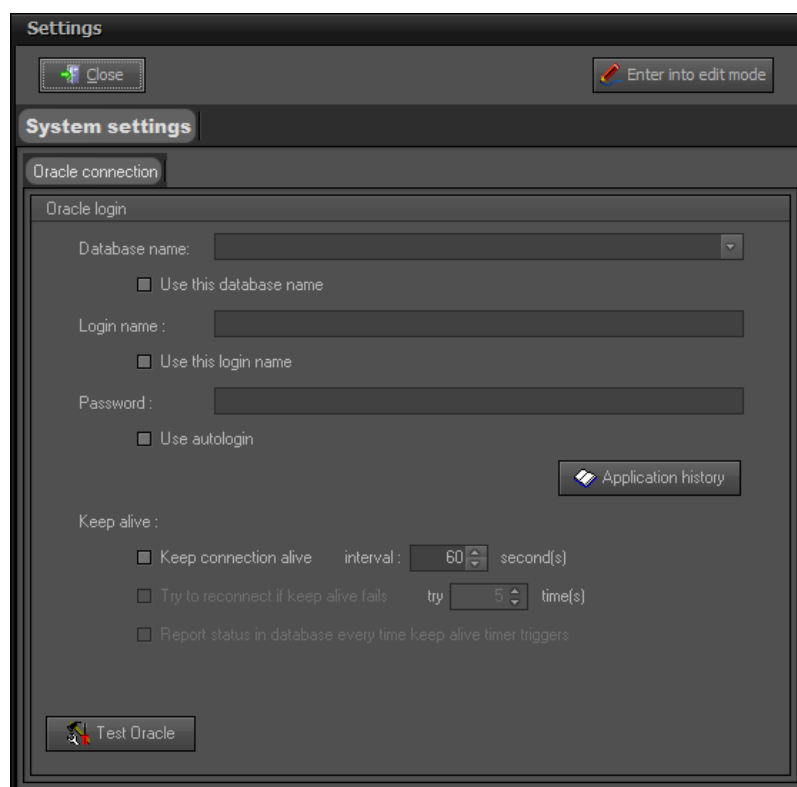 Settings
Close Enter into edit mode
System settings
Oracle connection
Oracle login
Database name:
Use this database name
Login name :
Use this login name
Password :
Use autologin
Application history
Keep alive :
Keep connection alive interval : 60 second(s)
Try to reconnect if keep alive fails try 5 time(s)
Report status in database every time keep alive timer triggers
Test Oracle